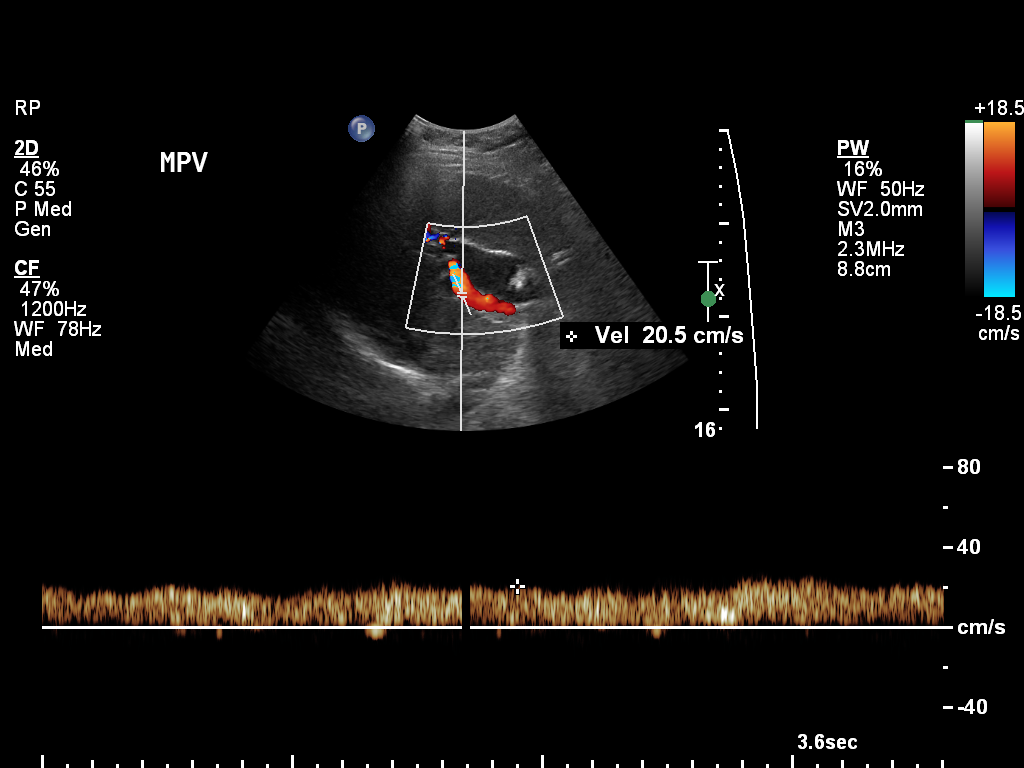 RP
2D
46%
C 55
P Med
Gen
CF
47%
1200Hz
WF 78Hz
Med
P
MPV
+18.5
-18.5
cm/s
PW
16%
WF 50Hz
SV2.0mm
M3
2.3MHz
8.8cm
X
Vel 20.5 cm/s
16
80
40
cm/s
-40
3.6sec